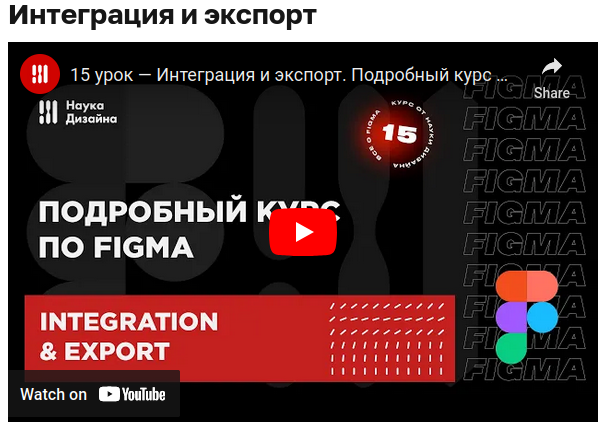 Интеграция и экспорт
15 урок — Интеграция и экспорт. Подробный курс ...
Share
Наука
Дизайна
КУРС ОТ НАУКИ ДИЗАЙНА
ВСЕ О FIGMA
15
ПОДРОБНЫЙ КУРС
ПО FIGMA
INTEGRATION
& EXPORT
FIGMA
FIGMA
FIGMA
FIGMA
FIGMA
FIGMA
FIGMA
FIGMA
FIGMA
FIGMA
Watch on YouTube